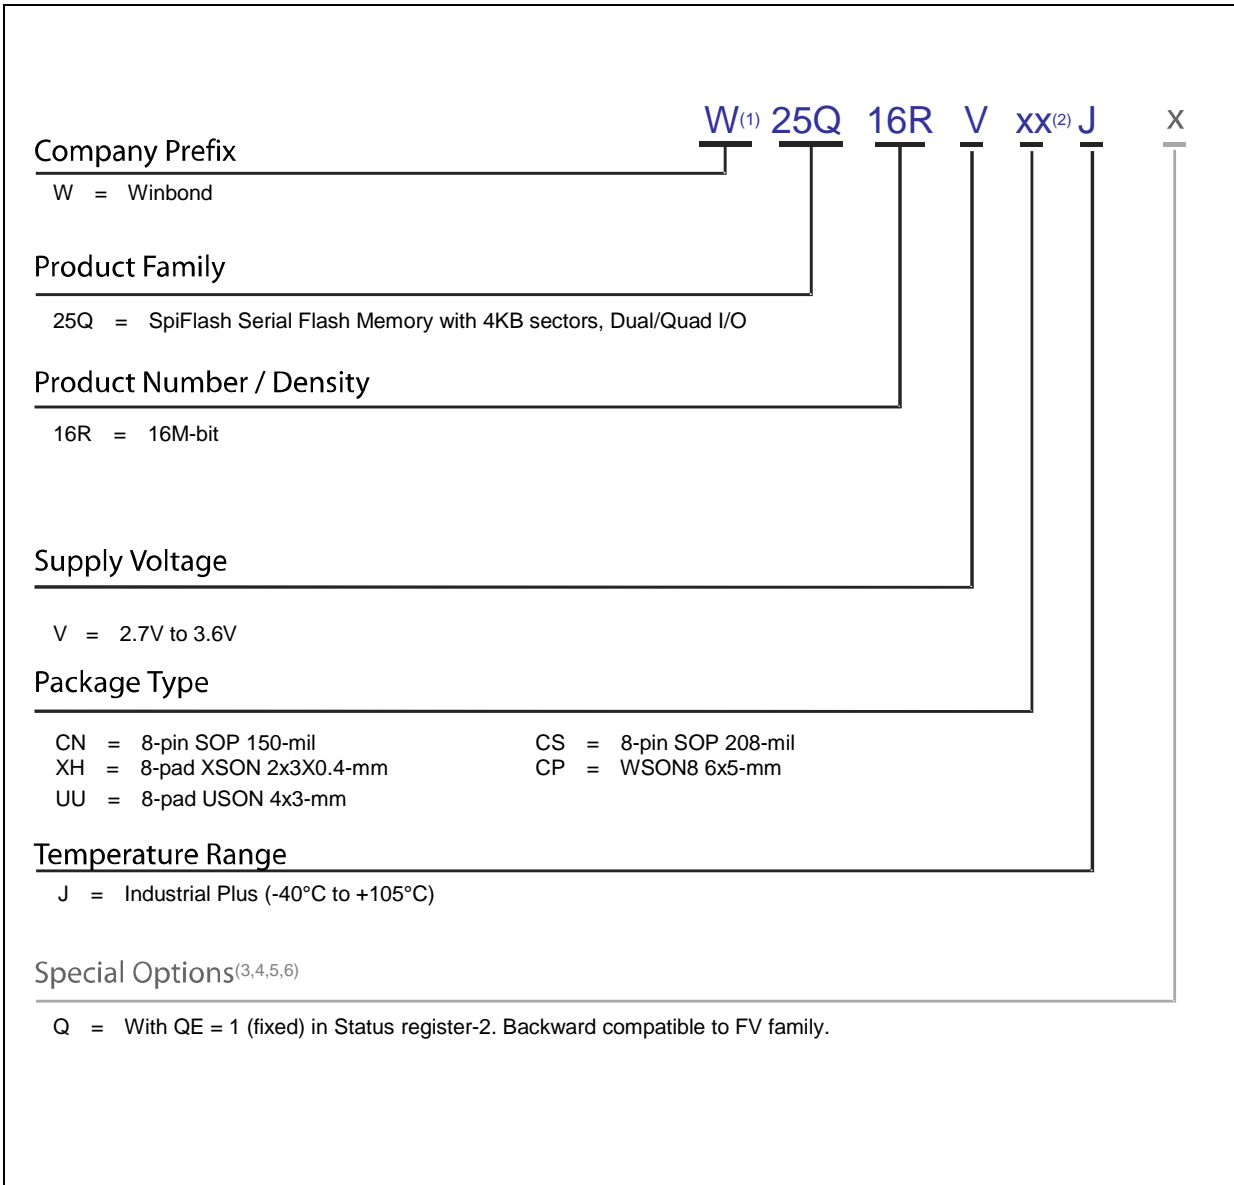 W(1) 25Q 16R V xx(2) J x
Company Prefix
W = Winbond
Product Family
25Q = SpiFlash Serial Flash Memory with 4KB sectors, Dual/Quad I/O
Product Number / Density
16R = 16M-bit
Supply Voltage
V = 2.7V to 3.6V
Package Type
CN = 8-pin SOP 150-mil CS = 8-pin SOP 208-mil
XH = 8-pad XSON 2x3X0.4-mm CP = WSON8 6x5-mm
UU = 8-pad USON 4x3-mm
Temperature Range
J = Industrial Plus (-40°C to +105°C)
Special Options(3,4,5,6)
Q = With QE = 1 (fixed) in Status register-2. Backward compatible to FV family.